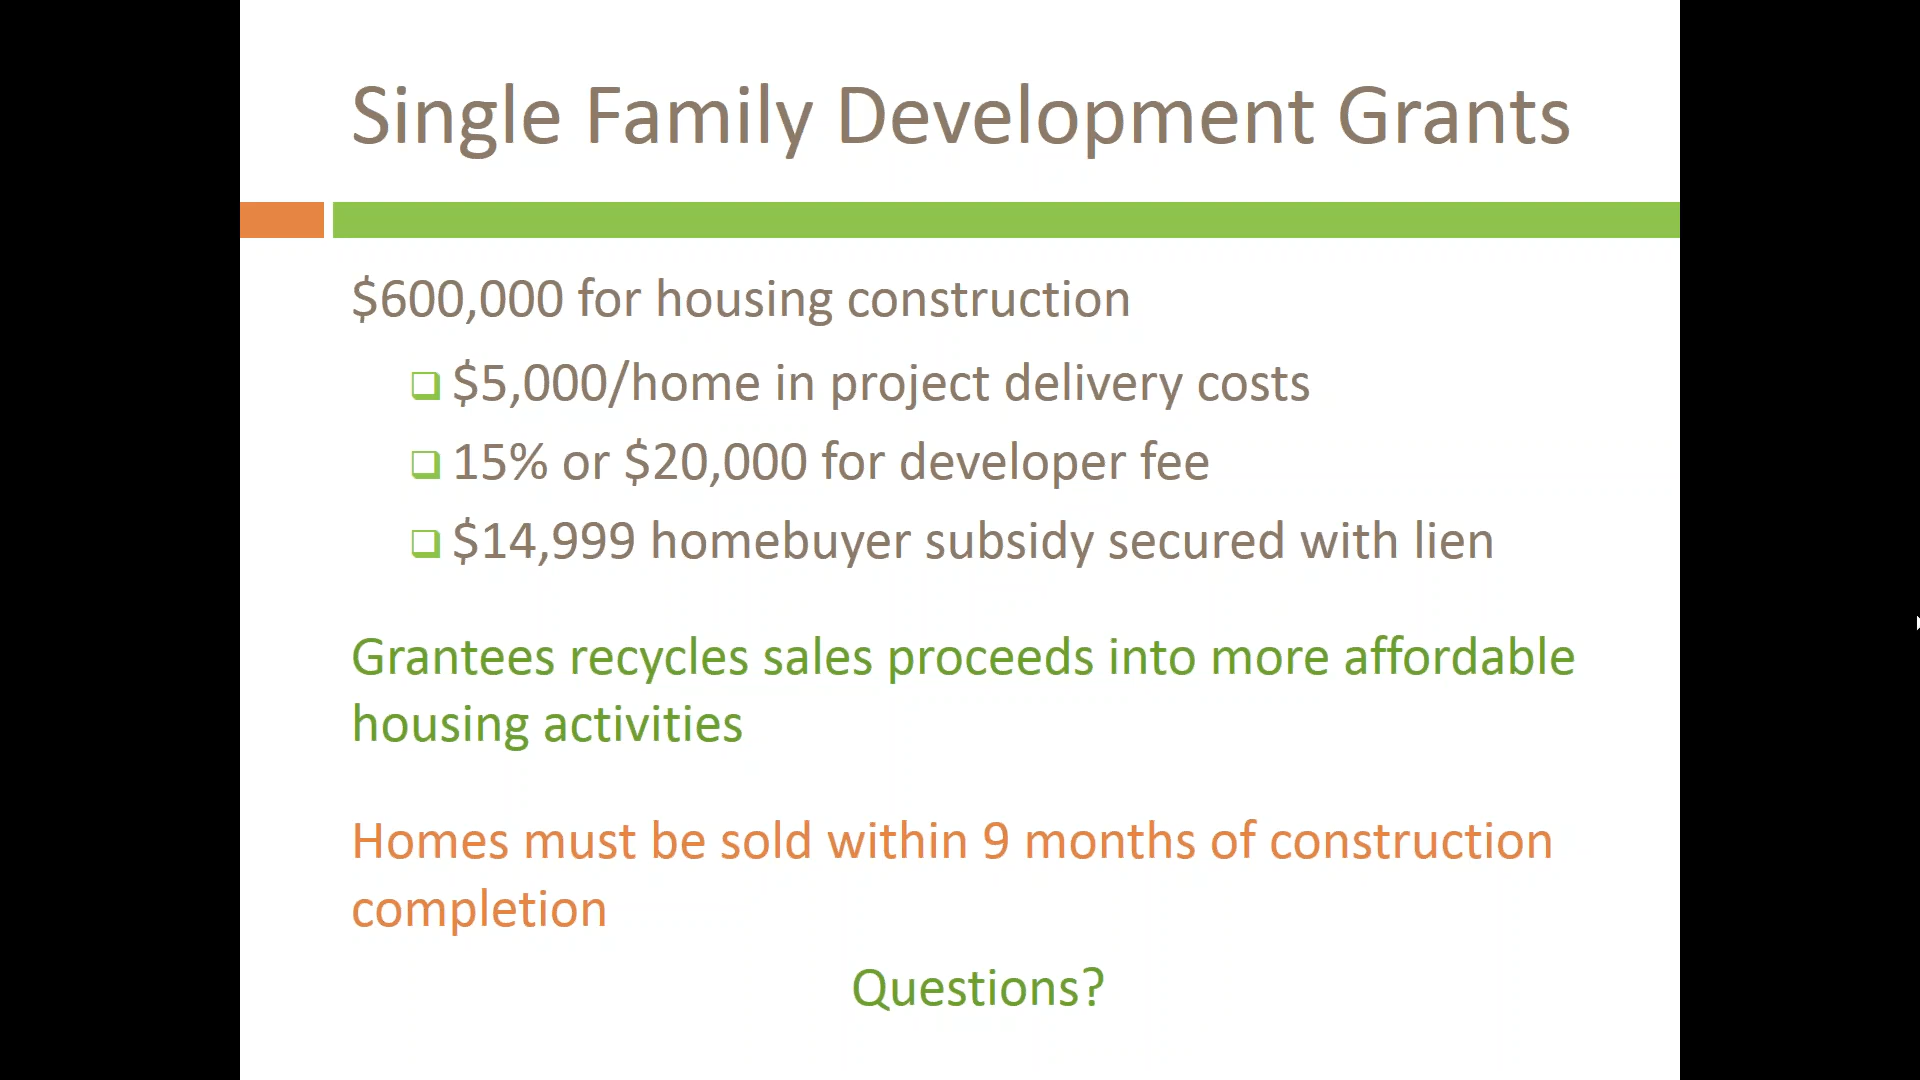 Single Family Development Grants
$600,000 for housing construction
$5,000/home in project delivery costs
15% or $20,000 for developer fee
$14,999 homebuyer subsidy secured with lien
Grantees recycles sales proceeds into more affordable
housing activities
Homes must be sold within 9 months of construction
completion
Questions?